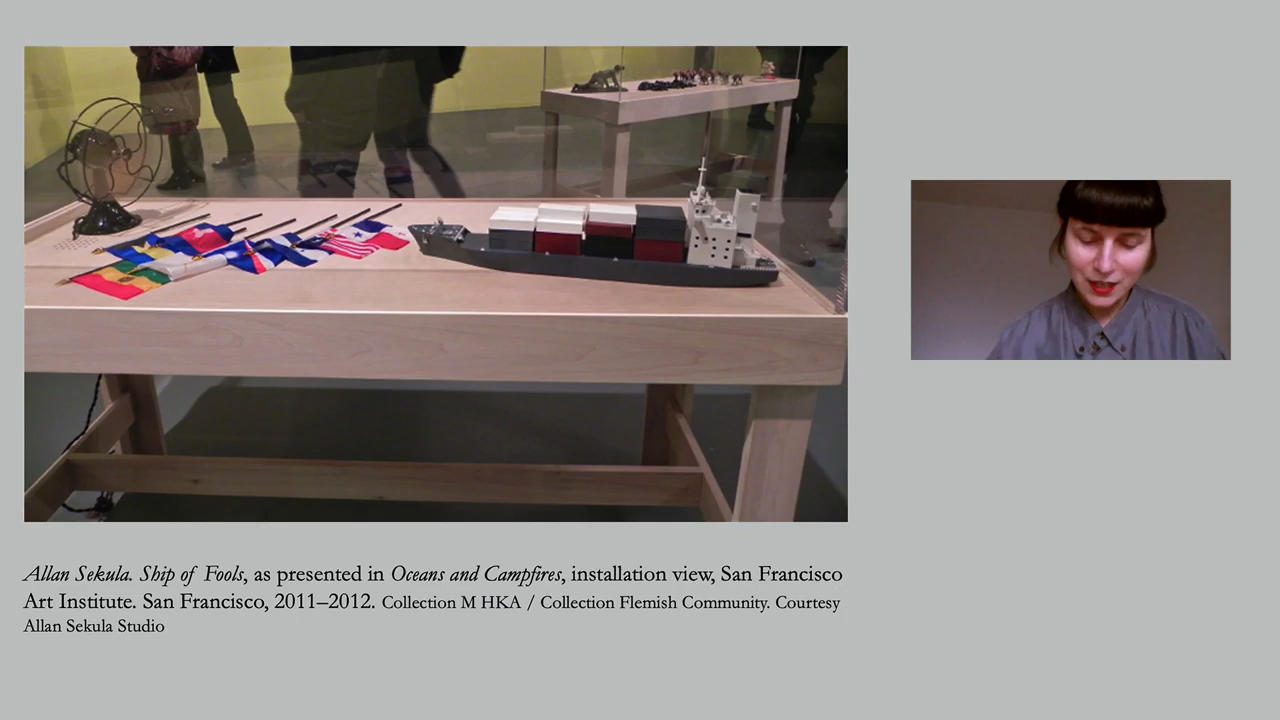 Allan Sekula. Ship of Fools, as presented in Oceans and Campfires, installation view, San Francisco
Art Institute. San Francisco, 2011–2012. Collection M HKA / Collection Flemish Community. Courtesy
Allan Sekula Studio